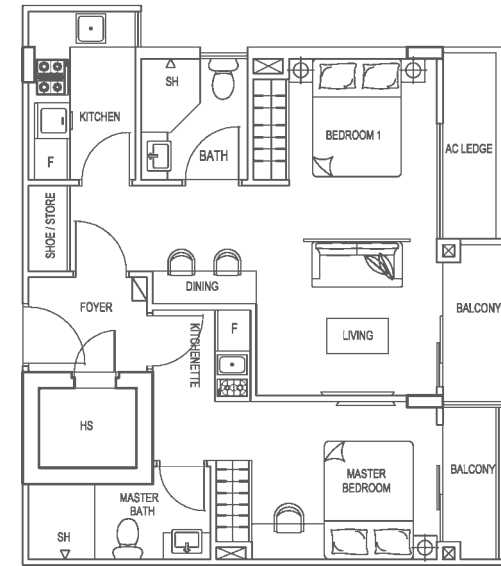 SH
KITCHEN
BEDROOM 1
AC LEDGE
BATH
F
SHOE / STORE
DINING
FOYER
BALCONY
KITCHENETTE
F
LIVING
HS
MASTER
BEDROOM
BALCONY
MASTER
BATH
SH